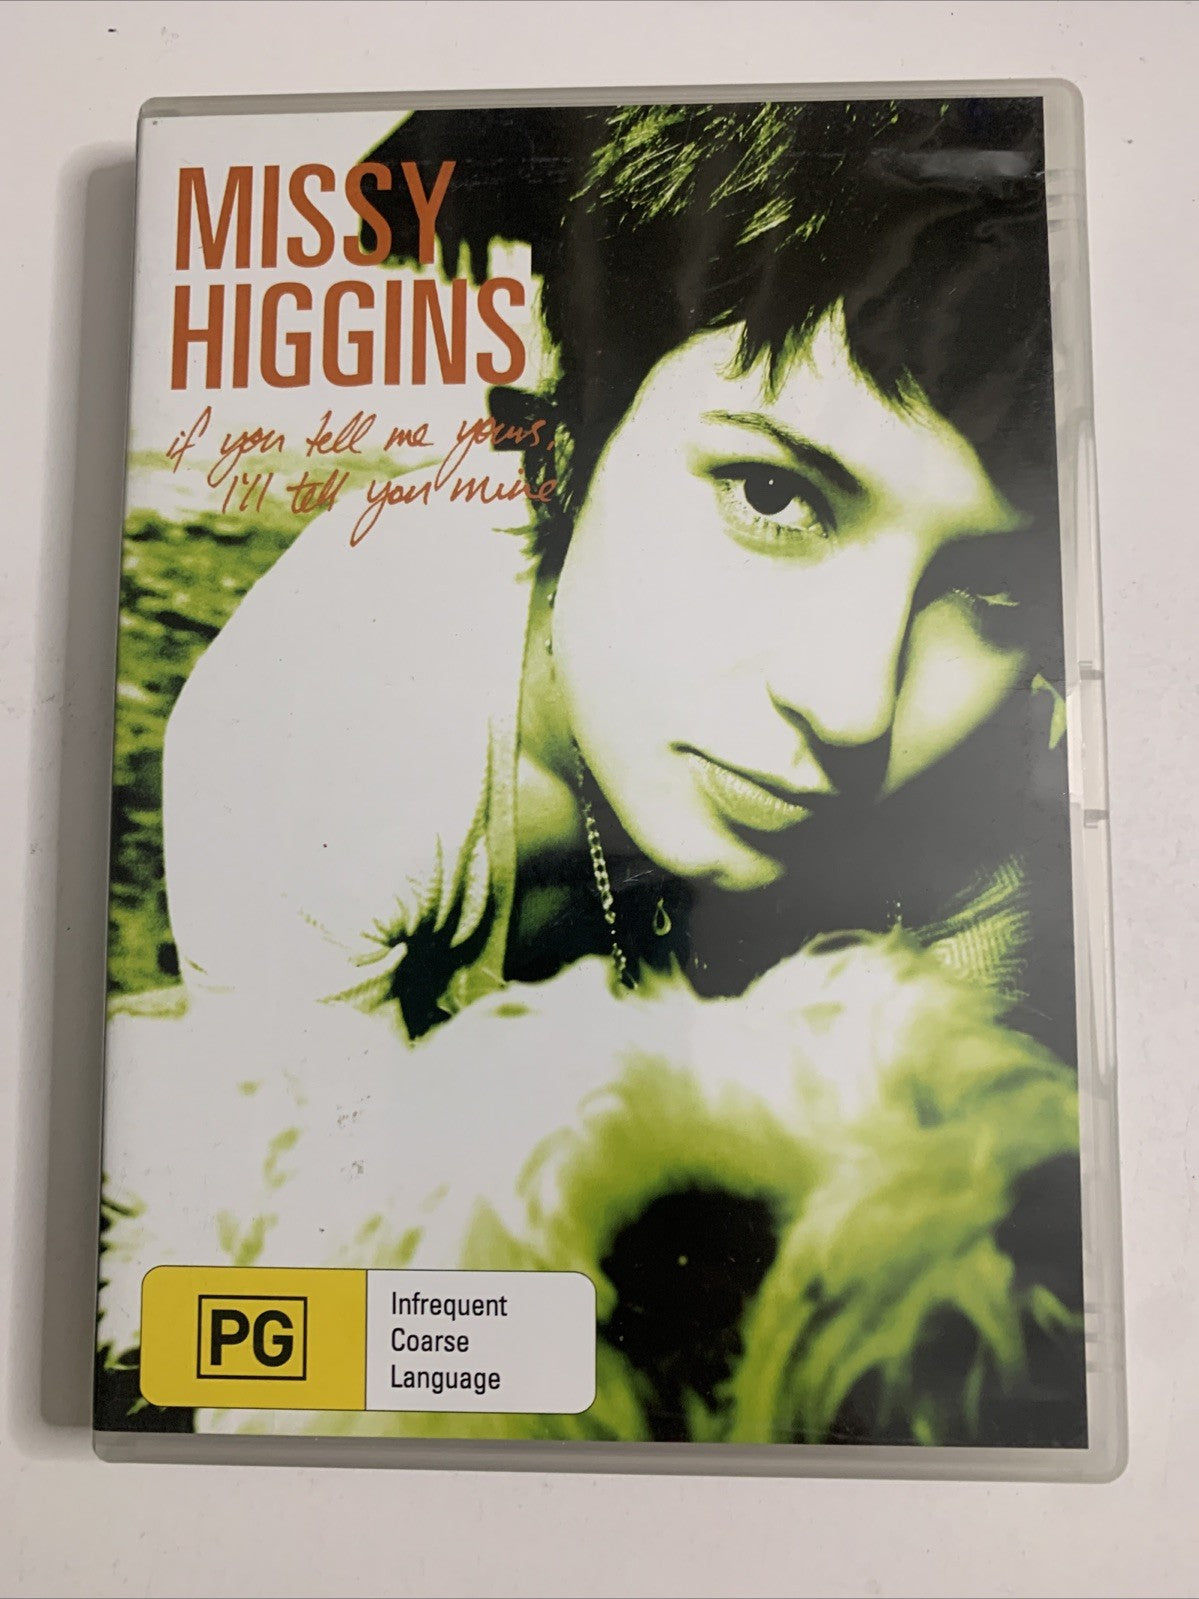 MISSY
HIGGINS
if you tell me yours,
I'll tell you mine
PG
Infrequent
Coarse
Language